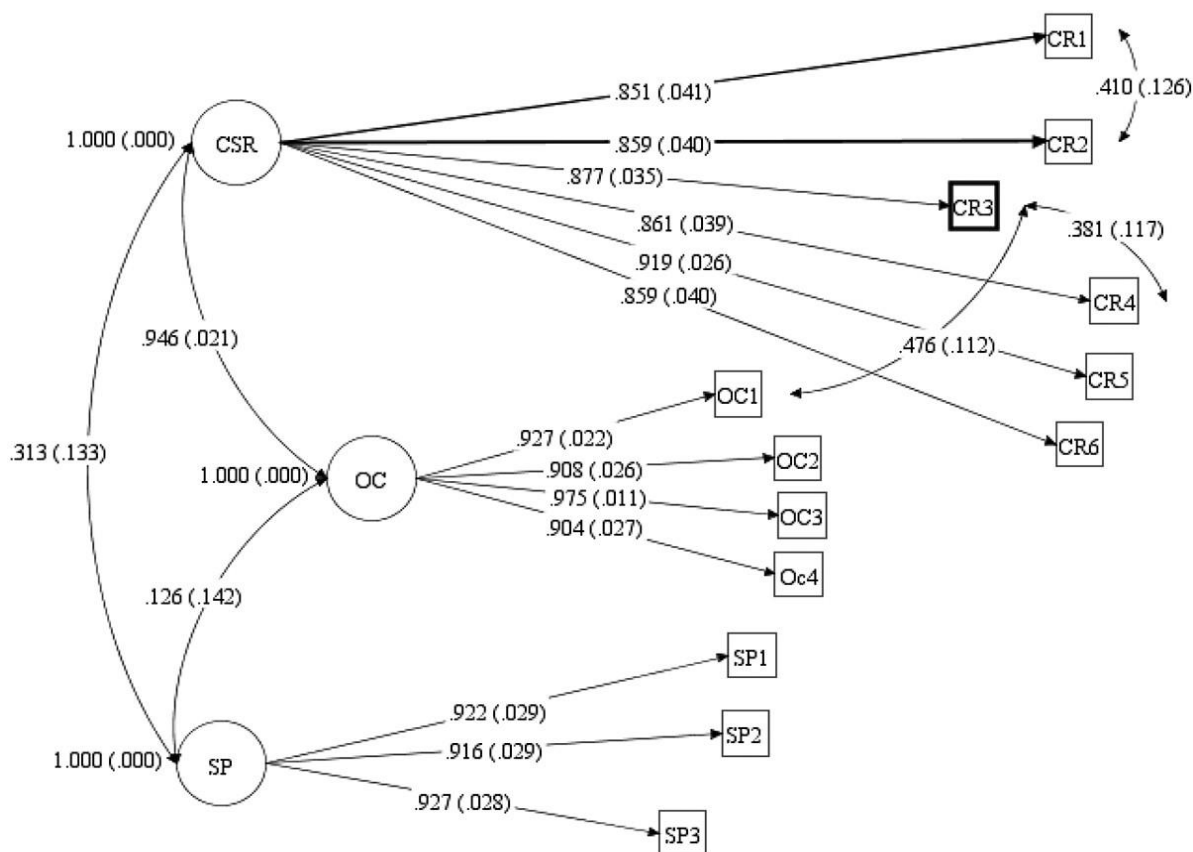 CR1
.851 (.041)
.410 (.126)
1.000 (.000)
CSR
.859 (.040)
CR2
.877 (.035)
CR3
.861 (.039)
.381 (.117)
.919 (.026)
.859 (.040)
CR4
.946 (.021)
.476 (.112)
CR5
OC1
.927 (.022)
CR6
.313 (.133)
1.000 (.000)
OC
.908 (.026)
OC2
.975 (.011)
OC3
.904 (.027)
Oc4
.126 (.142)
SP1
.922 (.029)
.916 (.029)
SP2
1.000 (.000)
SP
.927 (.028)
SP3